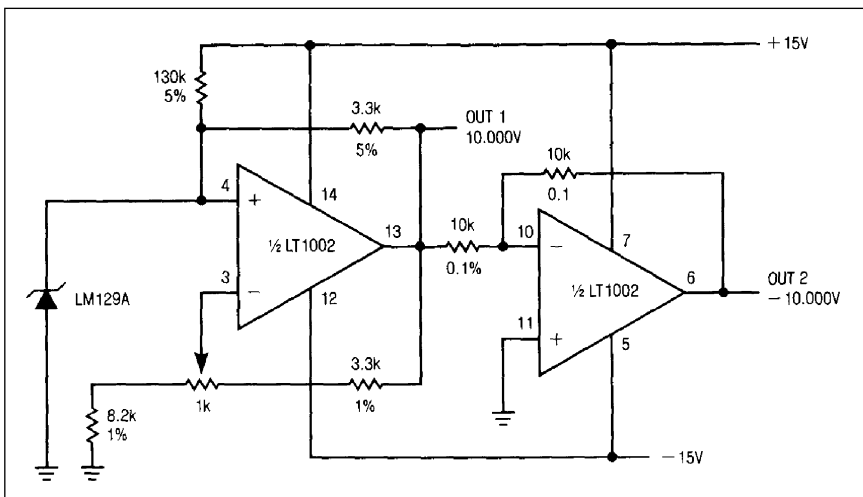 +15V
130k
5%
3.3k
5%
OUT 1
10.000V
10k
0.1
4
+
14
½ LT1002
13
10k
0.1%
10
−
7
½ LT1002
6
OUT 2
−10.000V
LM129A
3
−
12
11
+
5
3.3k
1%
1k
8.2k
1%
−15V